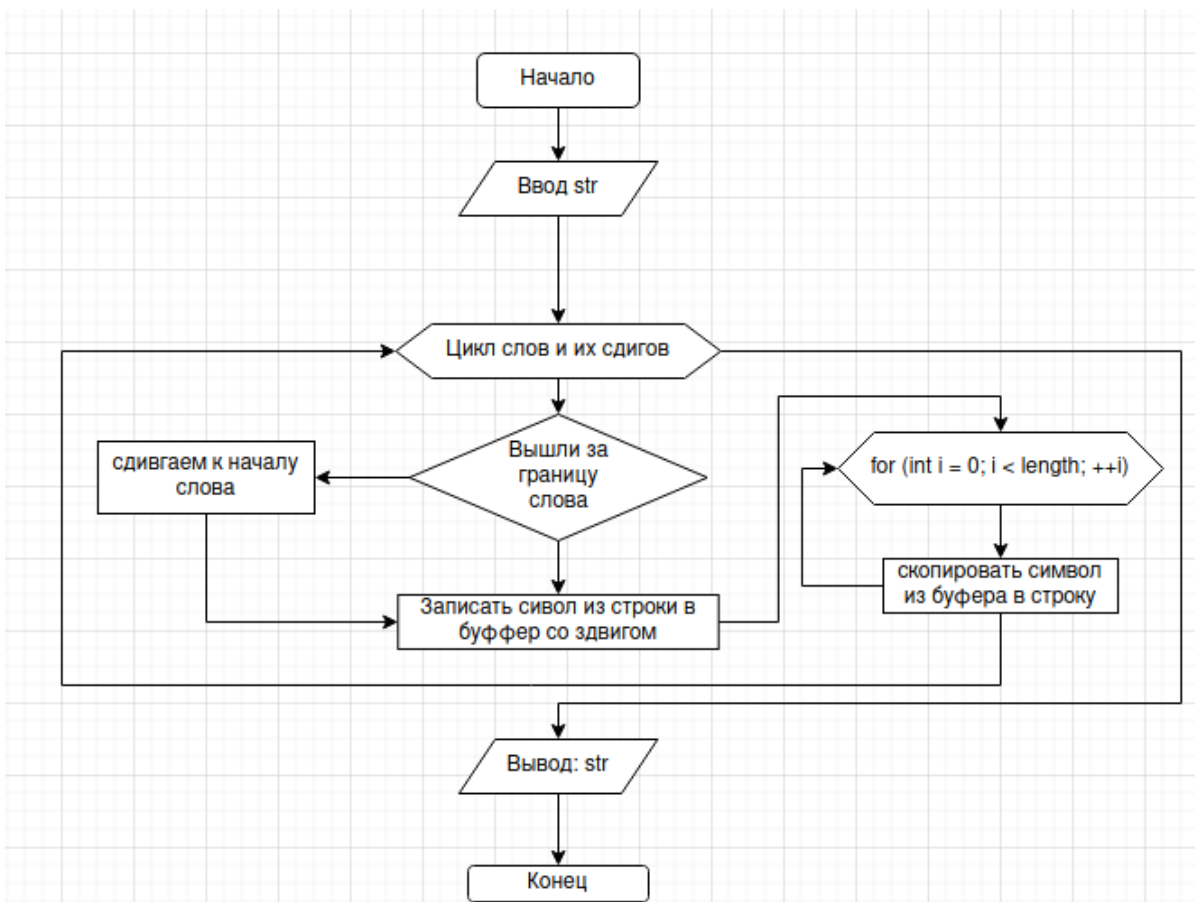 Начало
Ввод str
Цикл слов и их сдигов
Вышли за
границу
слова
сдивгаем к началу
слова
Записать сивол из строки в
буффер со здвигом
for (int i = 0; i < length; ++i)
скопировать символ
из буфера в строку
Вывод: str
Конец